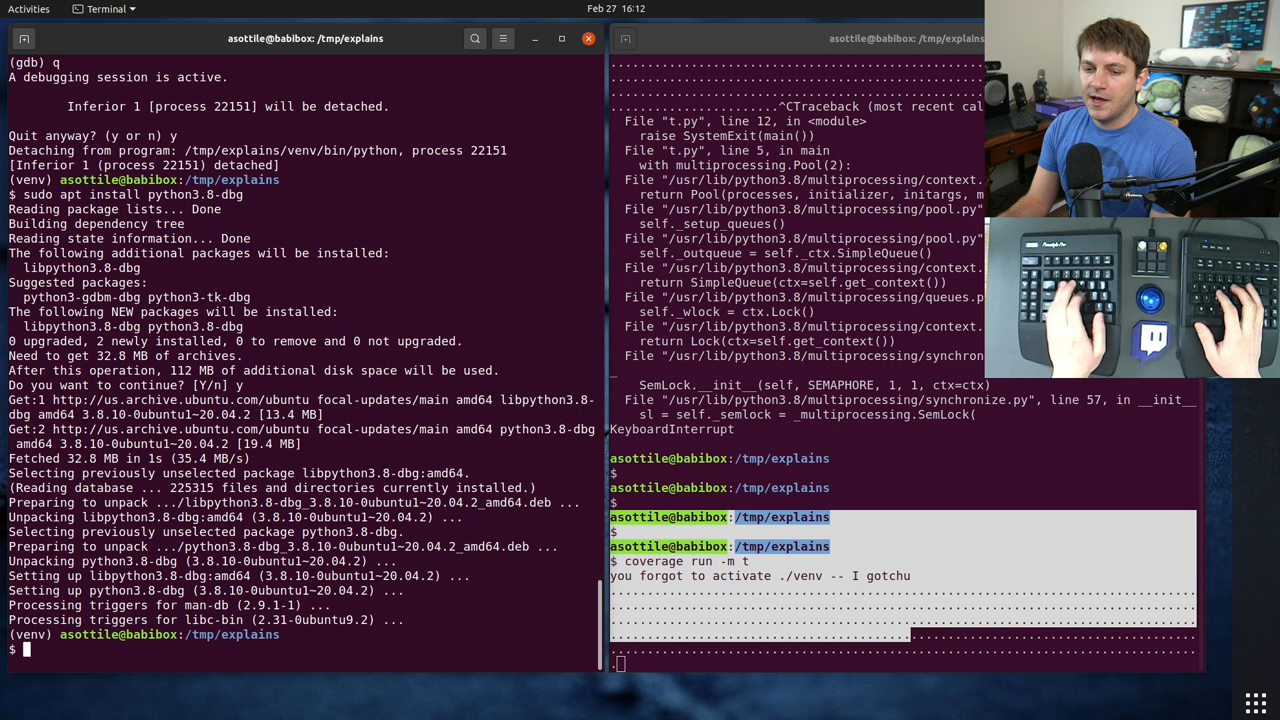 Activities
Terminal
Feb 27 16:12
asottile@babibox: /tmp/explains
(gdb) q
A debugging session is active.
Inferior 1 [process 22151] will be detached.
Quit anyway? (y or n) y
Detaching from program: /tmp/explains/venv/bin/python, process 22151
[Inferior 1 (process 22151) detached]
(venv) asottile@babibox:/tmp/explains
$ sudo apt install python3.8-dbg
Reading package lists... Done
Building dependency tree
Reading state information... Done
The following additional packages will be installed:
libpython3.8-dbg
Suggested packages:
python3-gdbm-dbg python3-tk-dbg
The following NEW packages will be installed:
libpython3.8-dbg python3.8-dbg
0 upgraded, 2 newly installed, 0 to remove and 0 not upgraded.
Need to get 32.8 MB of archives.
After this operation, 112 MB of additional disk space will be used.
Do you want to continue? [Y/n] y
Get:1 http://us.archive.ubuntu.com/ubuntu focal-updates/main amd64 libpython3.8-
dbg amd64 3.8.10-0ubuntu1~20.04.2 [13.4 MB]
Get:2 http://us.archive.ubuntu.com/ubuntu focal-updates/main amd64 python3.8-dbg
amd64 3.8.10-0ubuntu1~20.04.2 [19.4 MB]
Fetched 32.8 MB in 1s (35.4 MB/s)
Selecting previously unselected package libpython3.8-dbg:amd64.
(Reading database ... 225315 files and directories currently installed.)
Preparing to unpack .../libpython3.8-dbg_3.8.10-0ubuntu1~20.04.2_amd64.deb ...
Unpacking libpython3.8-dbg:amd64 (3.8.10-0ubuntu1~20.04.2) ...
Selecting previously unselected package python3.8-dbg.
Preparing to unpack .../python3.8-dbg_3.8.10-0ubuntu1~20.04.2_amd64.deb ...
Unpacking python3.8-dbg (3.8.10-0ubuntu1~20.04.2) ...
Setting up libpython3.8-dbg:amd64 (3.8.10-0ubuntu1~20.04.2) ...
Setting up python3.8-dbg (3.8.10-0ubuntu1~20.04.2) ...
Processing triggers for man-db (2.9.1-1) ...
Processing triggers for libc-bin (2.31-0ubuntu9.2) ...
(venv) asottile@babibox:/tmp/explains
$
asottile@babibox: /tmp/explains
................................................................................
................................................................................
................................................................................
.......................^CTraceback (most recent cal
File "t.py", line 12, in <module>
raise SystemExit(main())
File "t.py", line 5, in main
with multiprocessing.Pool(2):
File "/usr/lib/python3.8/multiprocessing/context.
return Pool(processes, initializer, initargs, m
File "/usr/lib/python3.8/multiprocessing/pool.py"
self._setup_queues()
File "/usr/lib/python3.8/multiprocessing/pool.py"
self._outqueue = self._ctx.SimpleQueue()
File "/usr/lib/python3.8/multiprocessing/context.
return SimpleQueue(ctx=self.get_context())
File "/usr/lib/python3.8/multiprocessing/queues.p
self._wlock = ctx.Lock()
File "/usr/lib/python3.8/multiprocessing/context.
return Lock(ctx=self.get_context())
File "/usr/lib/python3.8/multiprocessing/synchron
_
SemLock.__init__(self, SEMAPHORE, 1, 1, ctx=ctx)
File "/usr/lib/python3.8/multiprocessing/synchronize.py", line 57, in __init__
sl = self._semlock = _multiprocessing.SemLock(
KeyboardInterrupt
asottile@babibox:/tmp/explains
$
asottile@babibox:/tmp/explains
$
asottile@babibox:/tmp/explains
$
asottile@babibox:/tmp/explains
$ coverage run -m t
you forgot to activate ./venv -- I gotchu
................................................................................
................................................................................
................................................................................
................................................................................
................................................................................
.